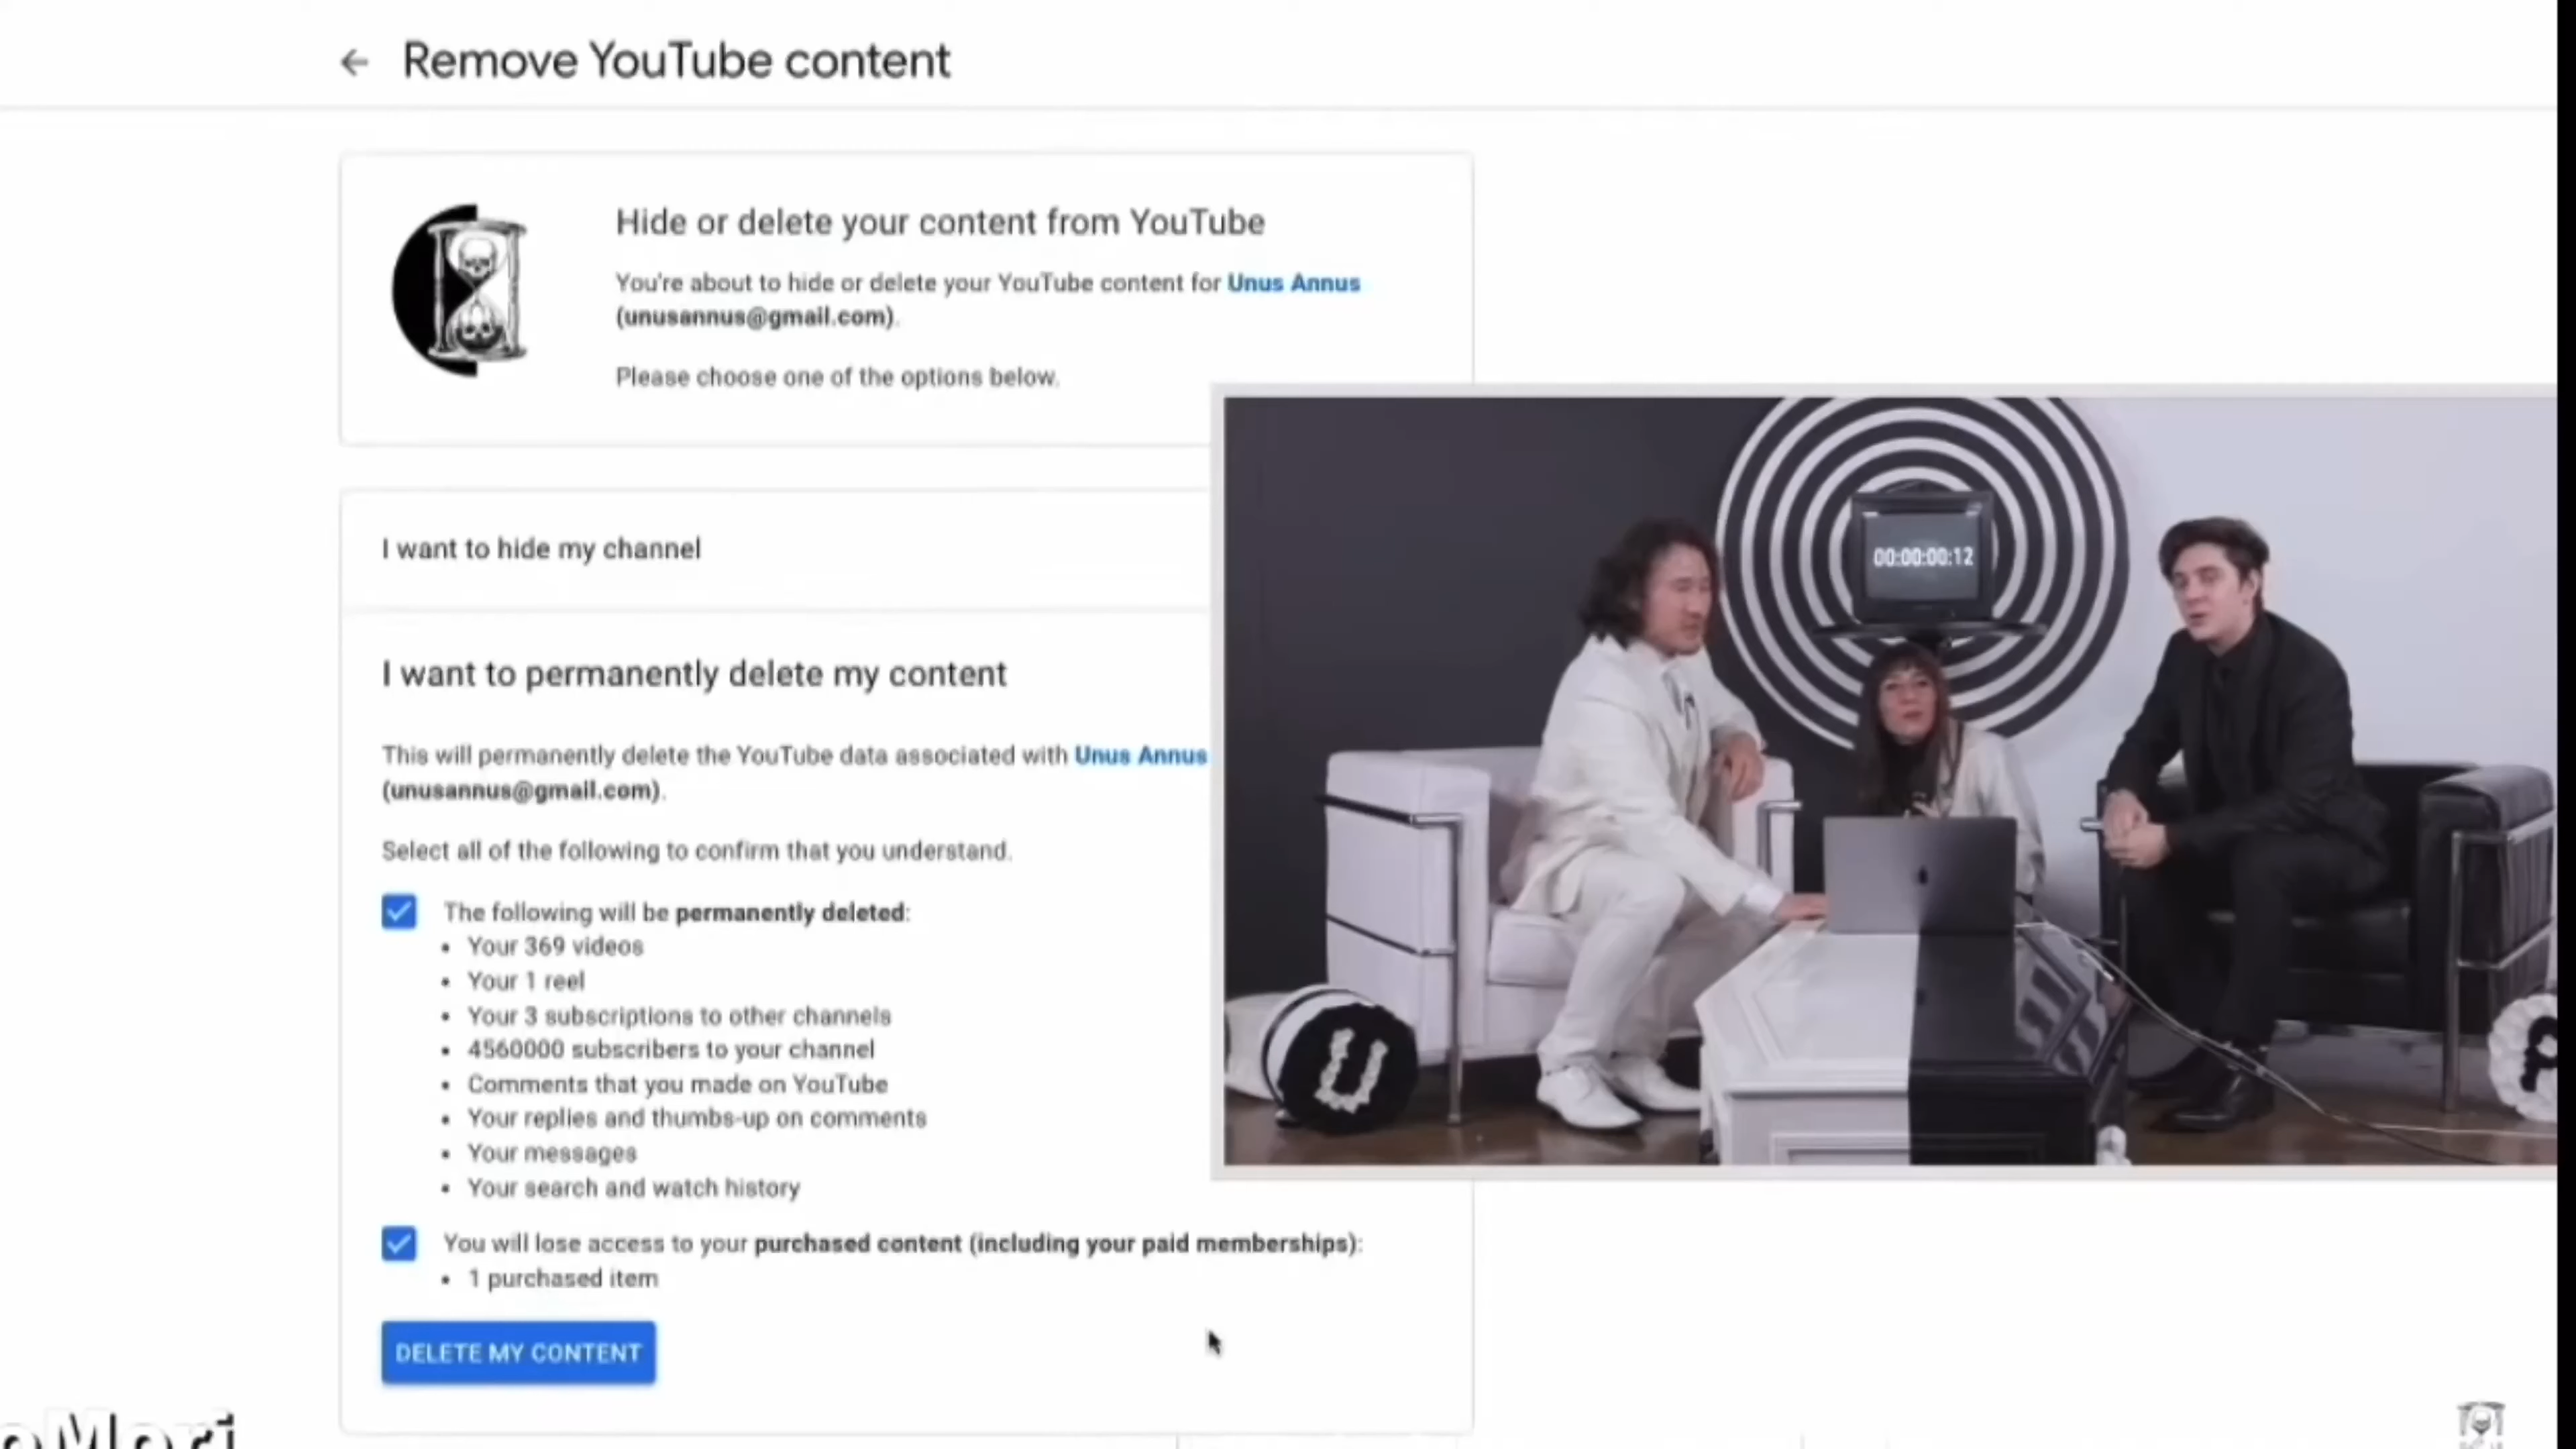 Remove YouTube content
Hide or delete your content from YouTube
You're about to hide or delete your YouTube content for Unus Annus
(unusannus@gmail.com).
Please choose one of the options below.
I want to hide my channel
I want to permanently delete my content
This will permanently delete the YouTube data associated with Unus Annus
(unusannus@gmail.com).
Select all of the following to confirm that you understand.
The following will be permanently deleted:
• Your 369 videos
• Your 1 reel
• Your 3 subscriptions to other channels
• 4560000 subscribers to your channel
• Comments that you made on YouTube
• Your replies and thumbs-up on comments
• Your messages
• Your search and watch history
You will lose access to your purchased content (including your paid memberships):
• 1 purchased item
DELETE MY CONTENT
00:00:00:12
U
oMori